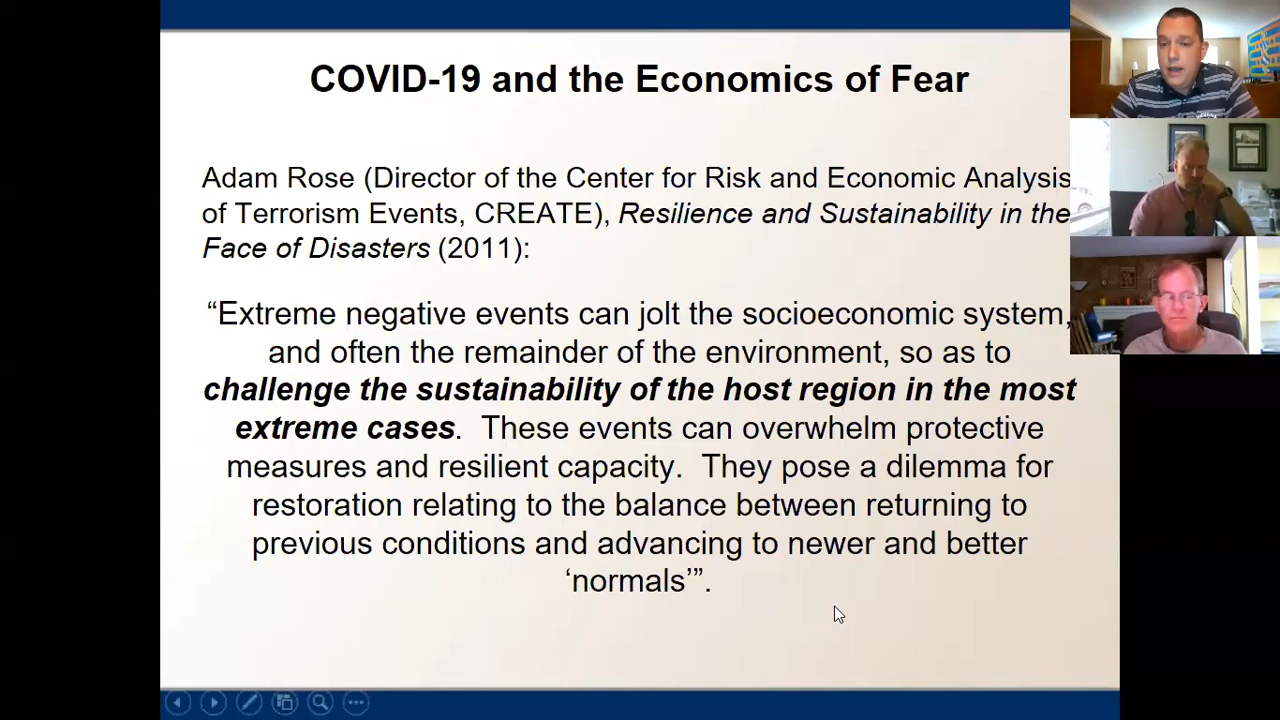 COVID-19 and the Economics of Fear
Adam Rose (Director of the Center for Risk and Economic Analysis
of Terrorism Events, CREATE), Resilience and Sustainability in the
Face of Disasters (2011):
“Extreme negative events can jolt the socioeconomic system,
and often the remainder of the environment, so as to
challenge the sustainability of the host region in the most
extreme cases.  These events can overwhelm protective
measures and resilient capacity.  They pose a dilemma for
restoration relating to the balance between returning to
previous conditions and advancing to newer and better
‘normals’”.